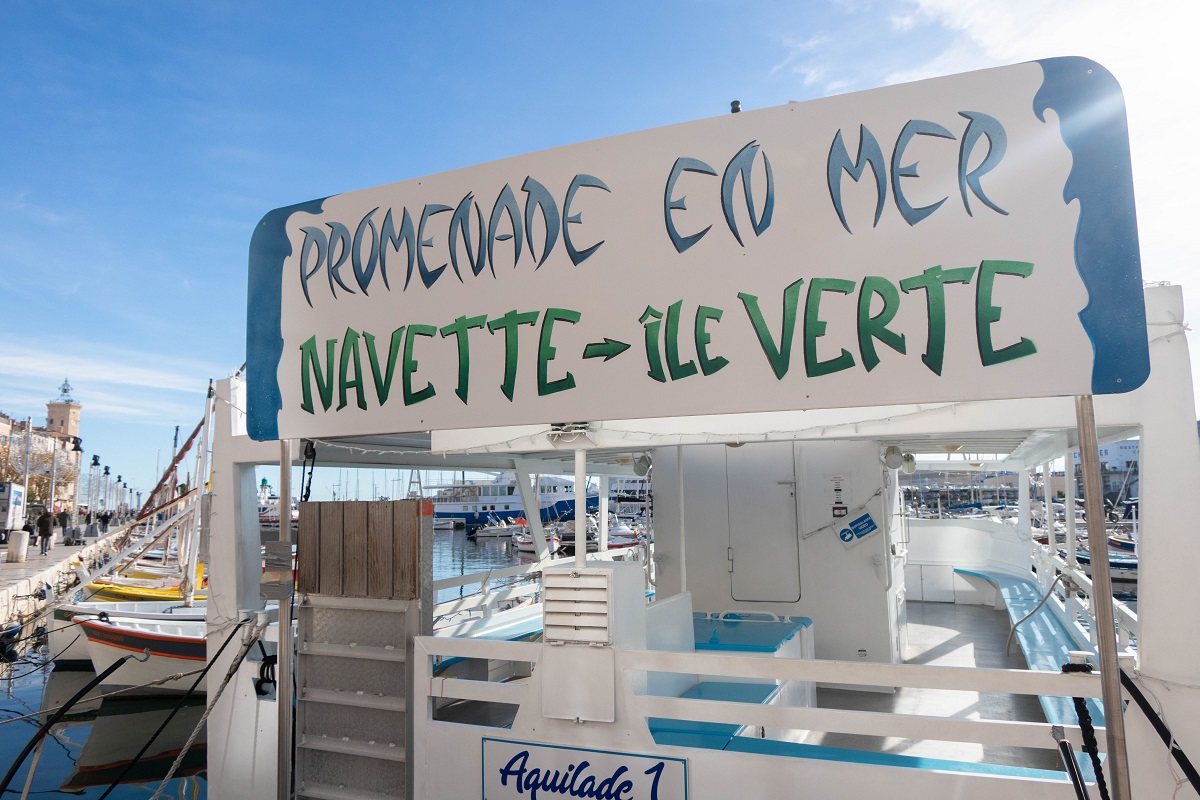 PROMENADE EN MER
NAVETTE → ÎLE VERTE
Aquilade 1